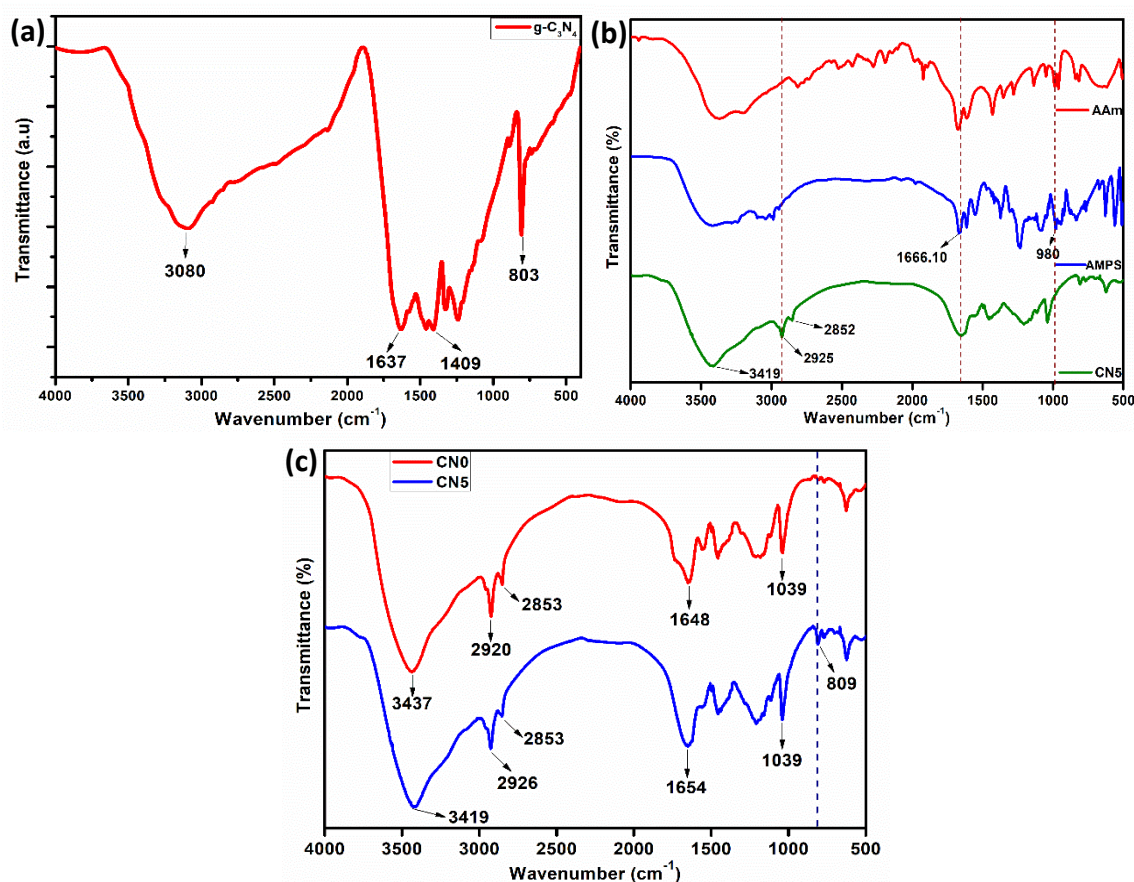 (a)
g-C₃N₄
Transmittance (a.u)
3080
1637
1409
803
4000 3500 3000 2500 2000 1500 1000 500
Wavenumber (cm⁻¹)
(b)
Transmittance (%)
AAm
1666.10
980
AMPS
2852
2925
3419
CN5
4000 3000 2000 1000 500
Wavenumber (cm⁻¹)
(c)
CN0
CN5
Transmittance (%)
2853
2920
3437
1648
1039
809
2853
2926
3419
1654
1039
4000 3500 3000 2500 2000 1500 1000 500
Wavenumber (cm⁻¹)